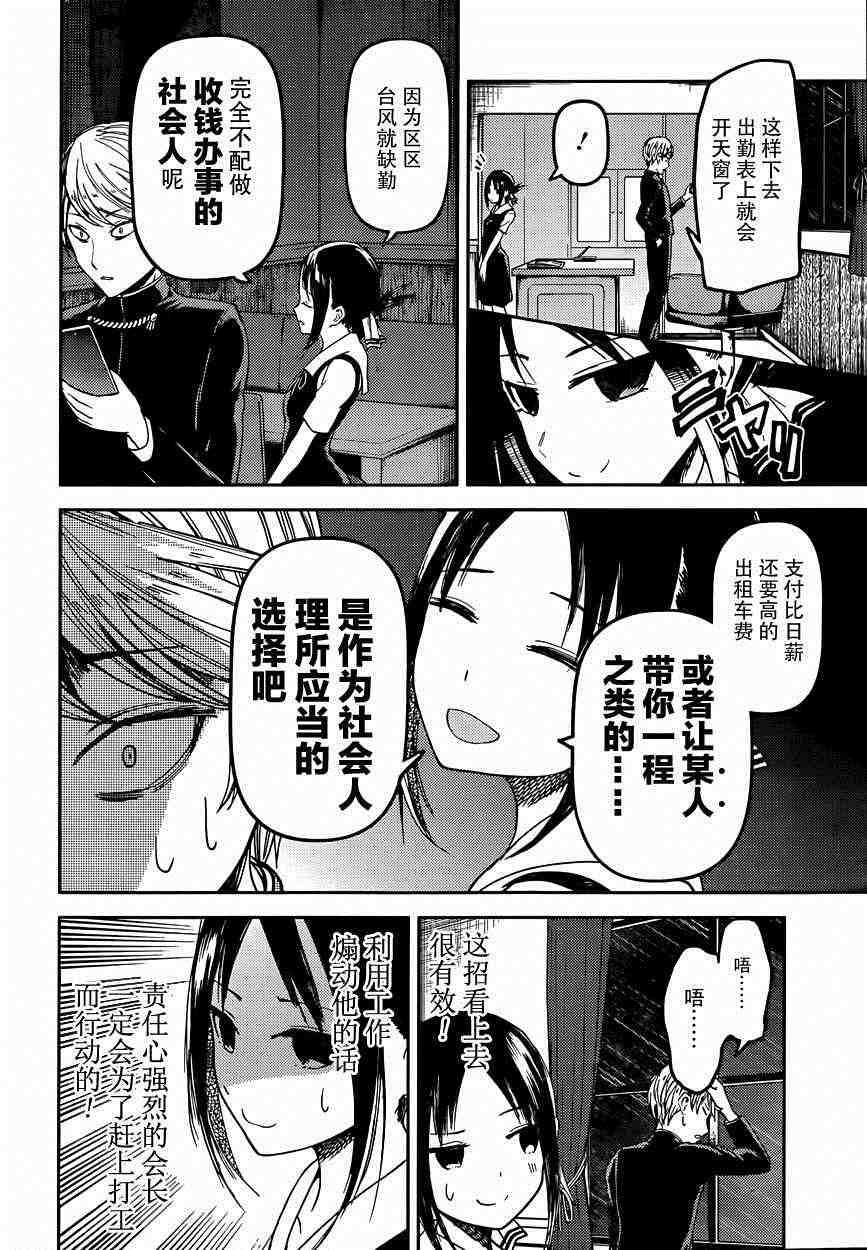 这样下去
出勤表上就会
开天窗了
！
ニヤ
叩
因为区区
台风就缺勤
完全不配做
收钱办事的
社会人呢
支付比日薪
还要高的
出租车费
或者让某人
带你一程
之类的……
是作为社会人
理所应当的
选择吧
唔……
唔……
这招看上去
很有效！
利用工作
煽动他的话
责任心强烈的会长
一定会为了赶上打工
而行动的！